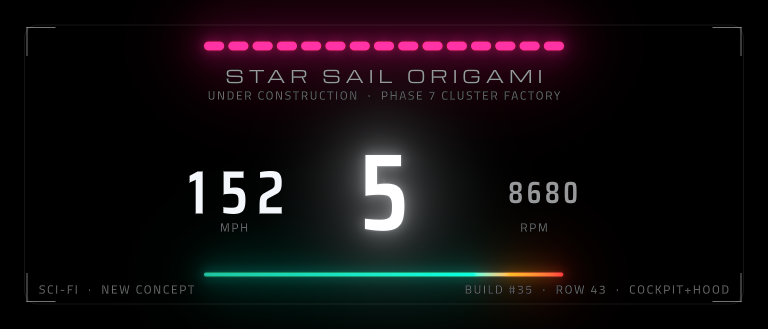 STAR SAIL ORIGAMI
UNDER CONSTRUCTION · PHASE 7 CLUSTER FACTORY
152
MPH
5
8680
RPM
SCI-FI · NEW CONCEPT
BUILD #35 · ROW 43 · COCKPIT+HOOD